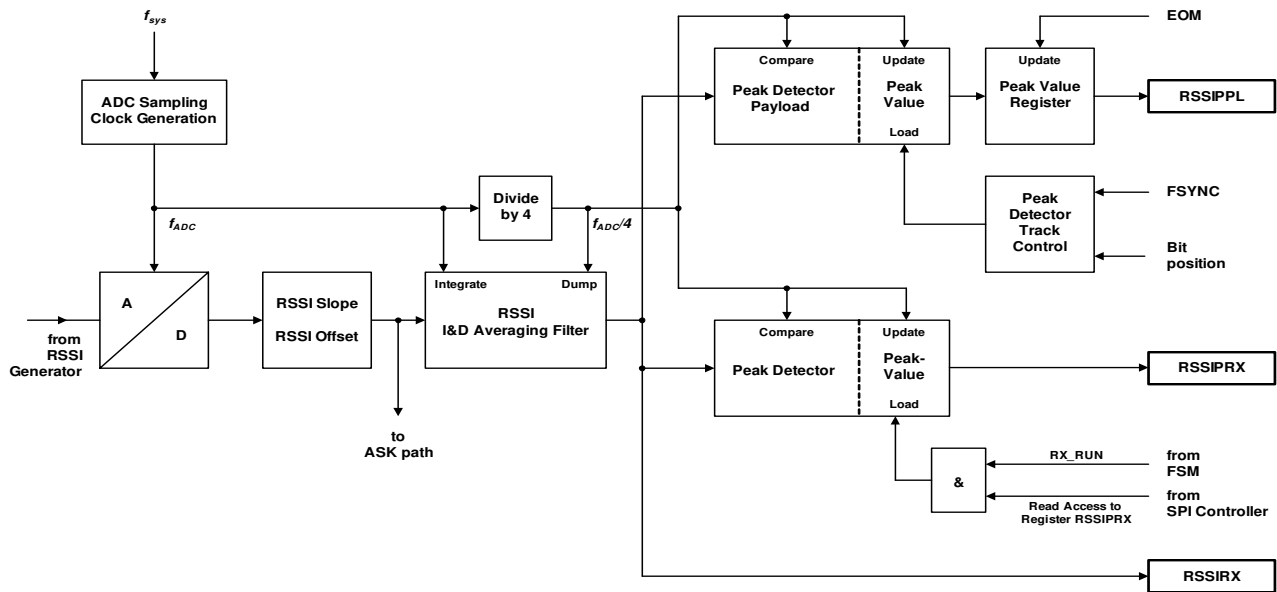 f_sys
ADC Sampling
Clock Generation
f_ADC
Divide
by 4
f_ADC/4
A
D
from
RSSI
Generator
RSSI Slope
RSSI Offset
to
ASK path
Integrate
Dump
RSSI
I&D Averaging Filter
Compare
Peak Detector
Payload
Update
Peak
Value
Load
Update
Peak Value
Register
EOM
RSSIPPL
Peak
Detector
Track
Control
FSYNC
Bit
position
Compare
Peak Detector
Update
Peak-
Value
Load
RSSIPRX
&
RX_RUN
from
FSM
Read Access to
Register RSSIPRX
from
SPI Controller
RSSIRX